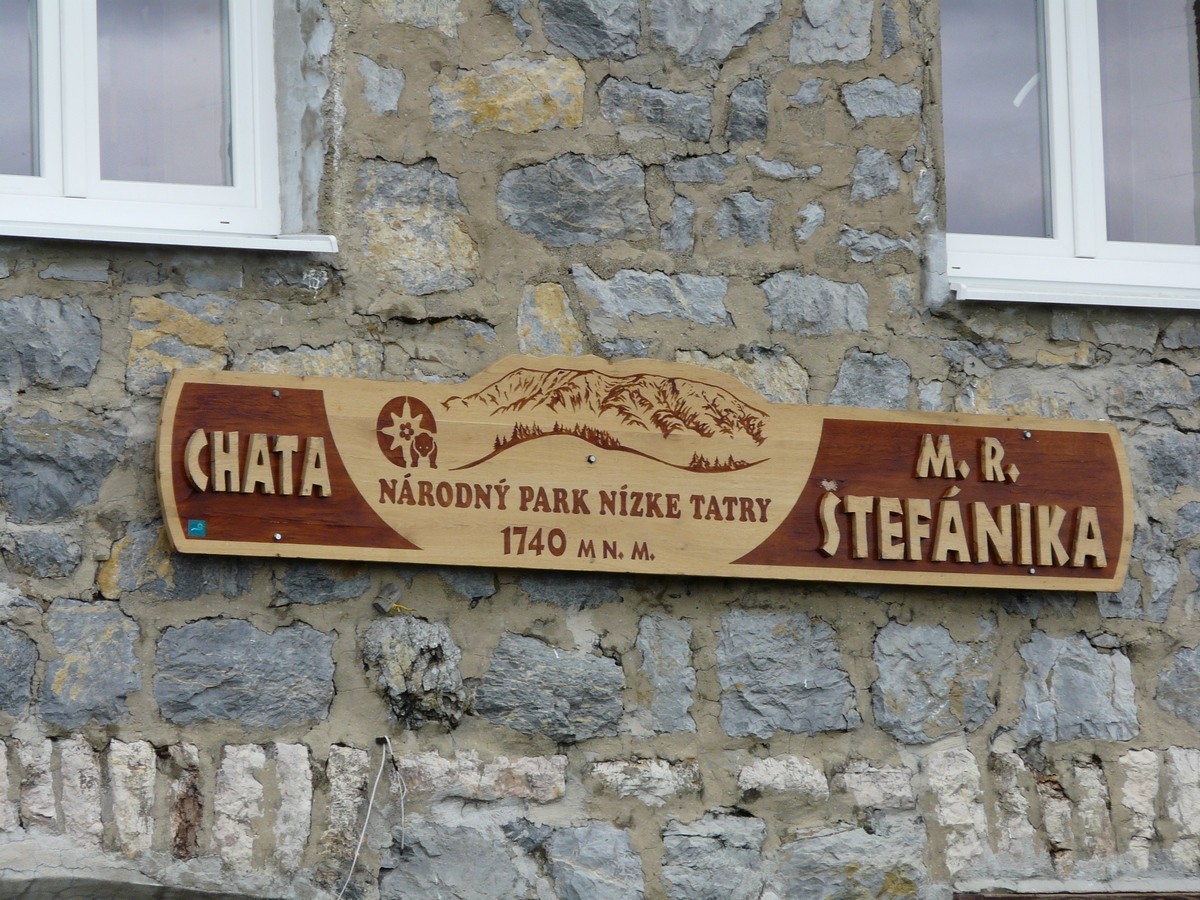 CHATA
NÁRODNÝ PARK NÍZKE TATRY
1740 M N. M.
M. R.
ŠTEFÁNIKA